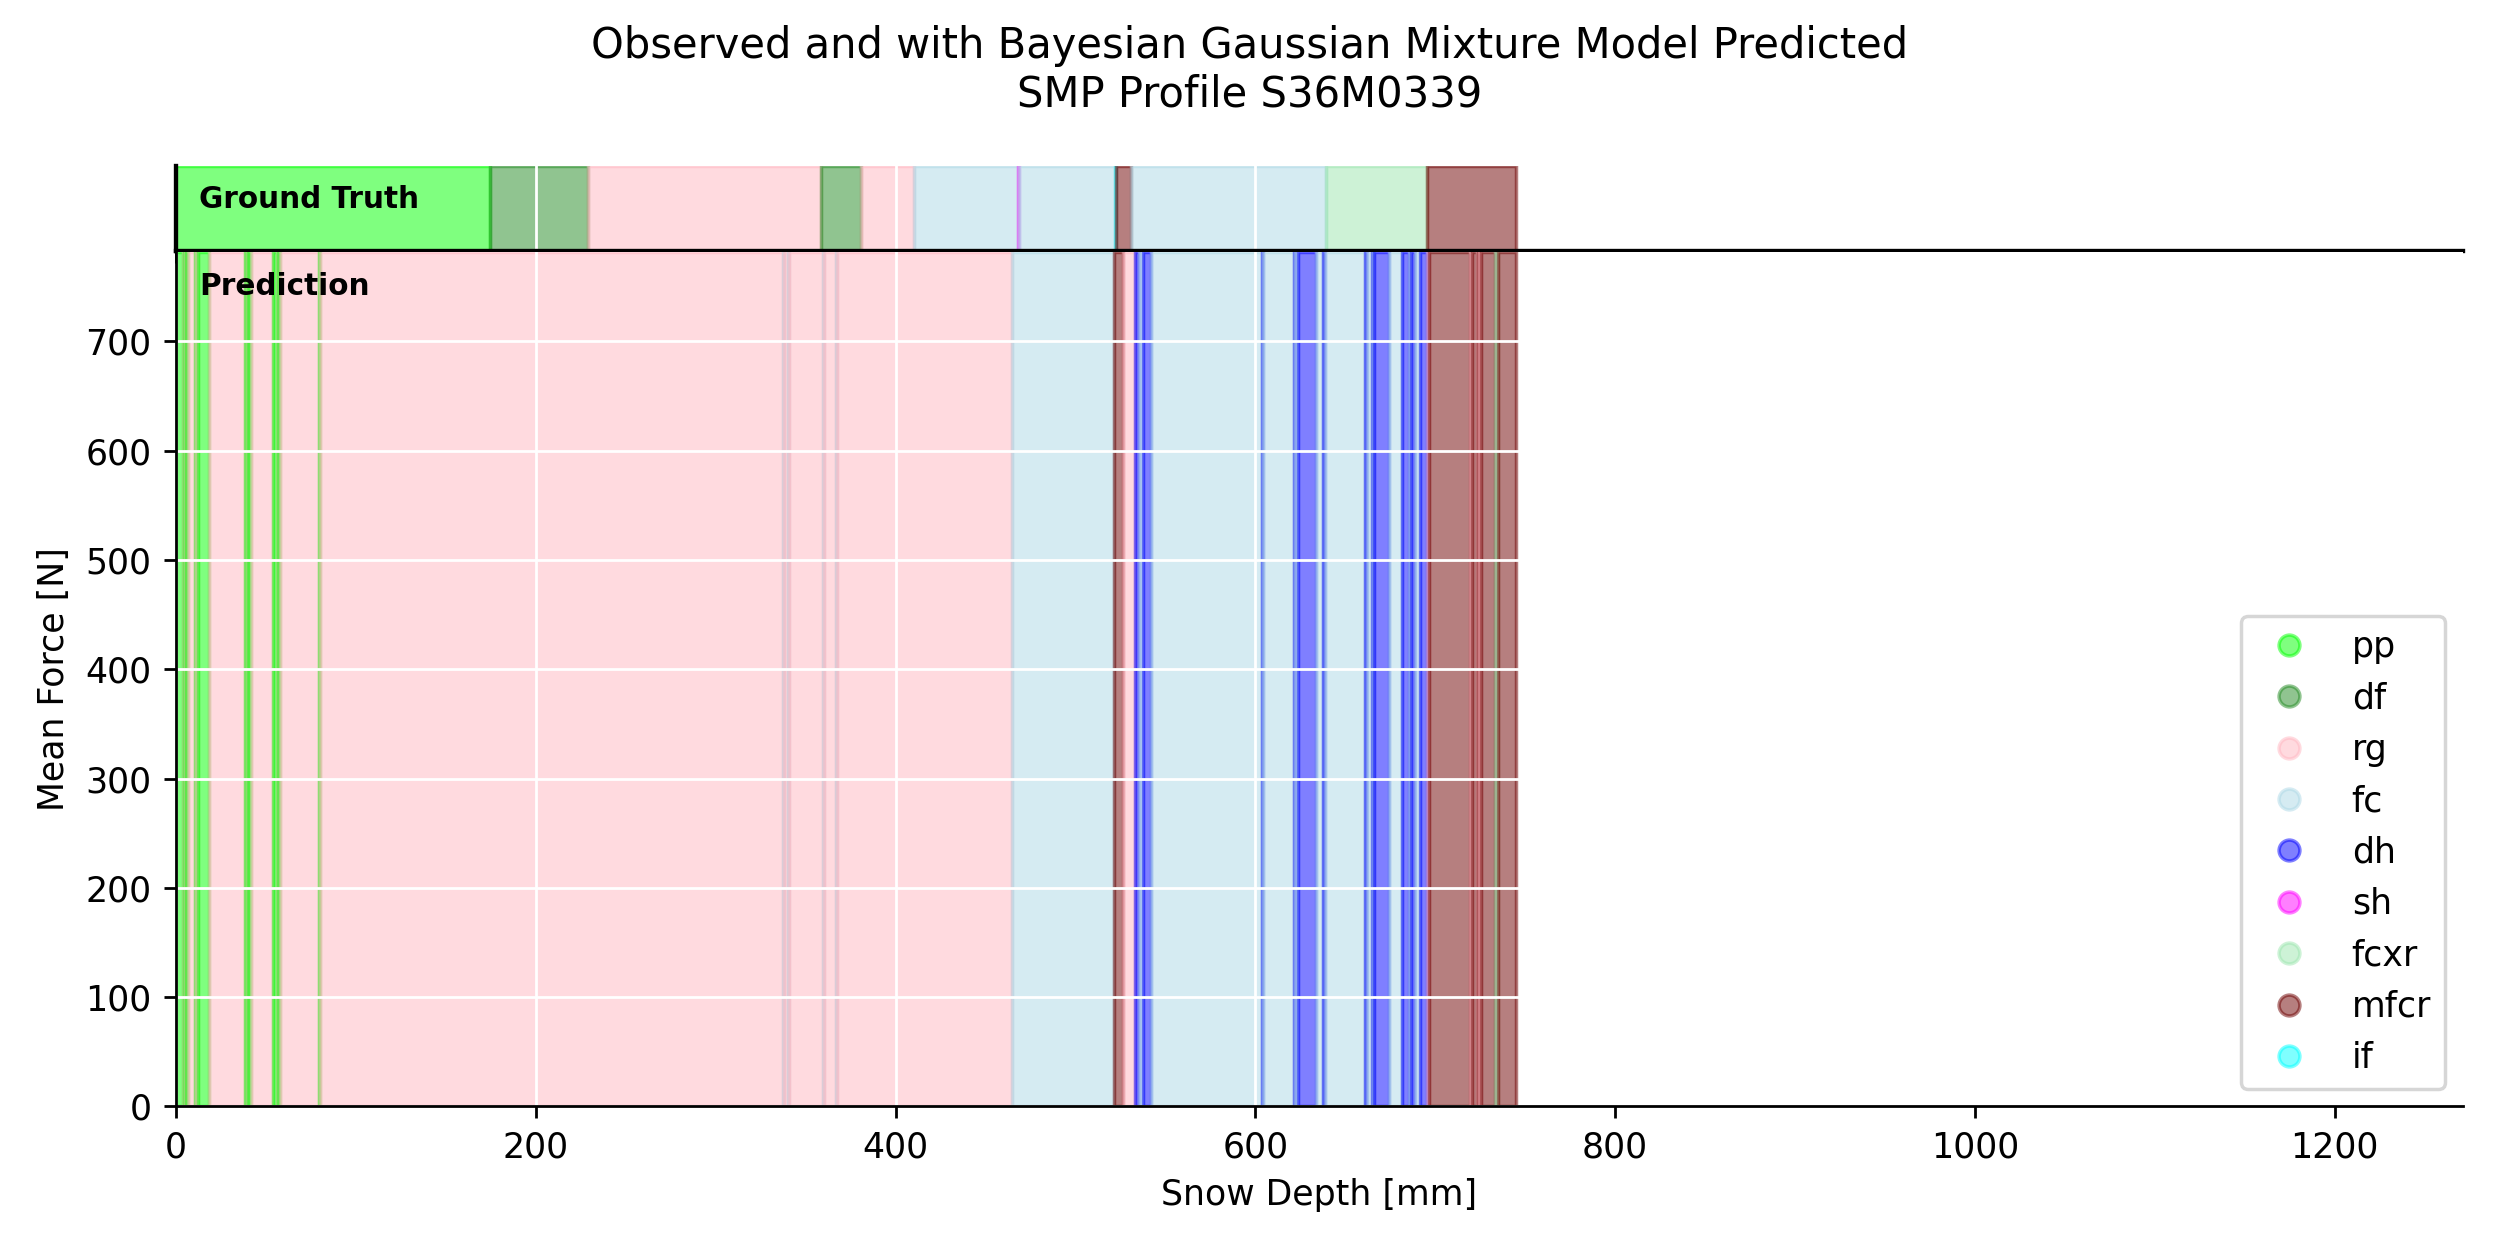 Observed and with Bayesian Gaussian Mixture Model Predicted
SMP Profile S36M0339
Ground Truth
Prediction
700
600
500
400
300
200
100
0
Mean Force [N]
0 200 400 600 800 1000 1200
Snow Depth [mm]
pp
df
rg
fc
dh
sh
fcxr
mfcr
if